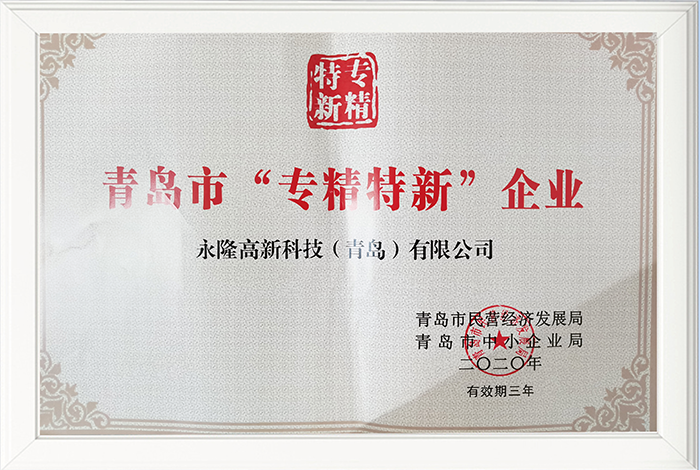 专精
特新
青岛市“专精特新”企业
永隆高新科技（青岛）有限公司
青岛市民营经济发展局
青岛市中小企业局
二〇二〇年
有效期三年